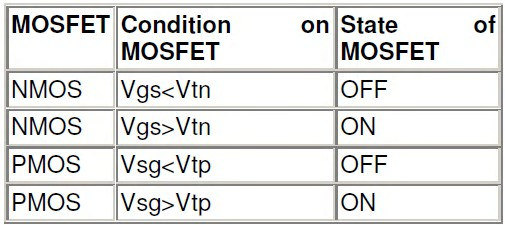 MOSFET Condition on State of
MOSFET MOSFET
NMOS Vgs<Vtn OFF
NMOS Vgs>Vtn ON
PMOS Vsg<Vtp OFF
PMOS Vsg>Vtp ON